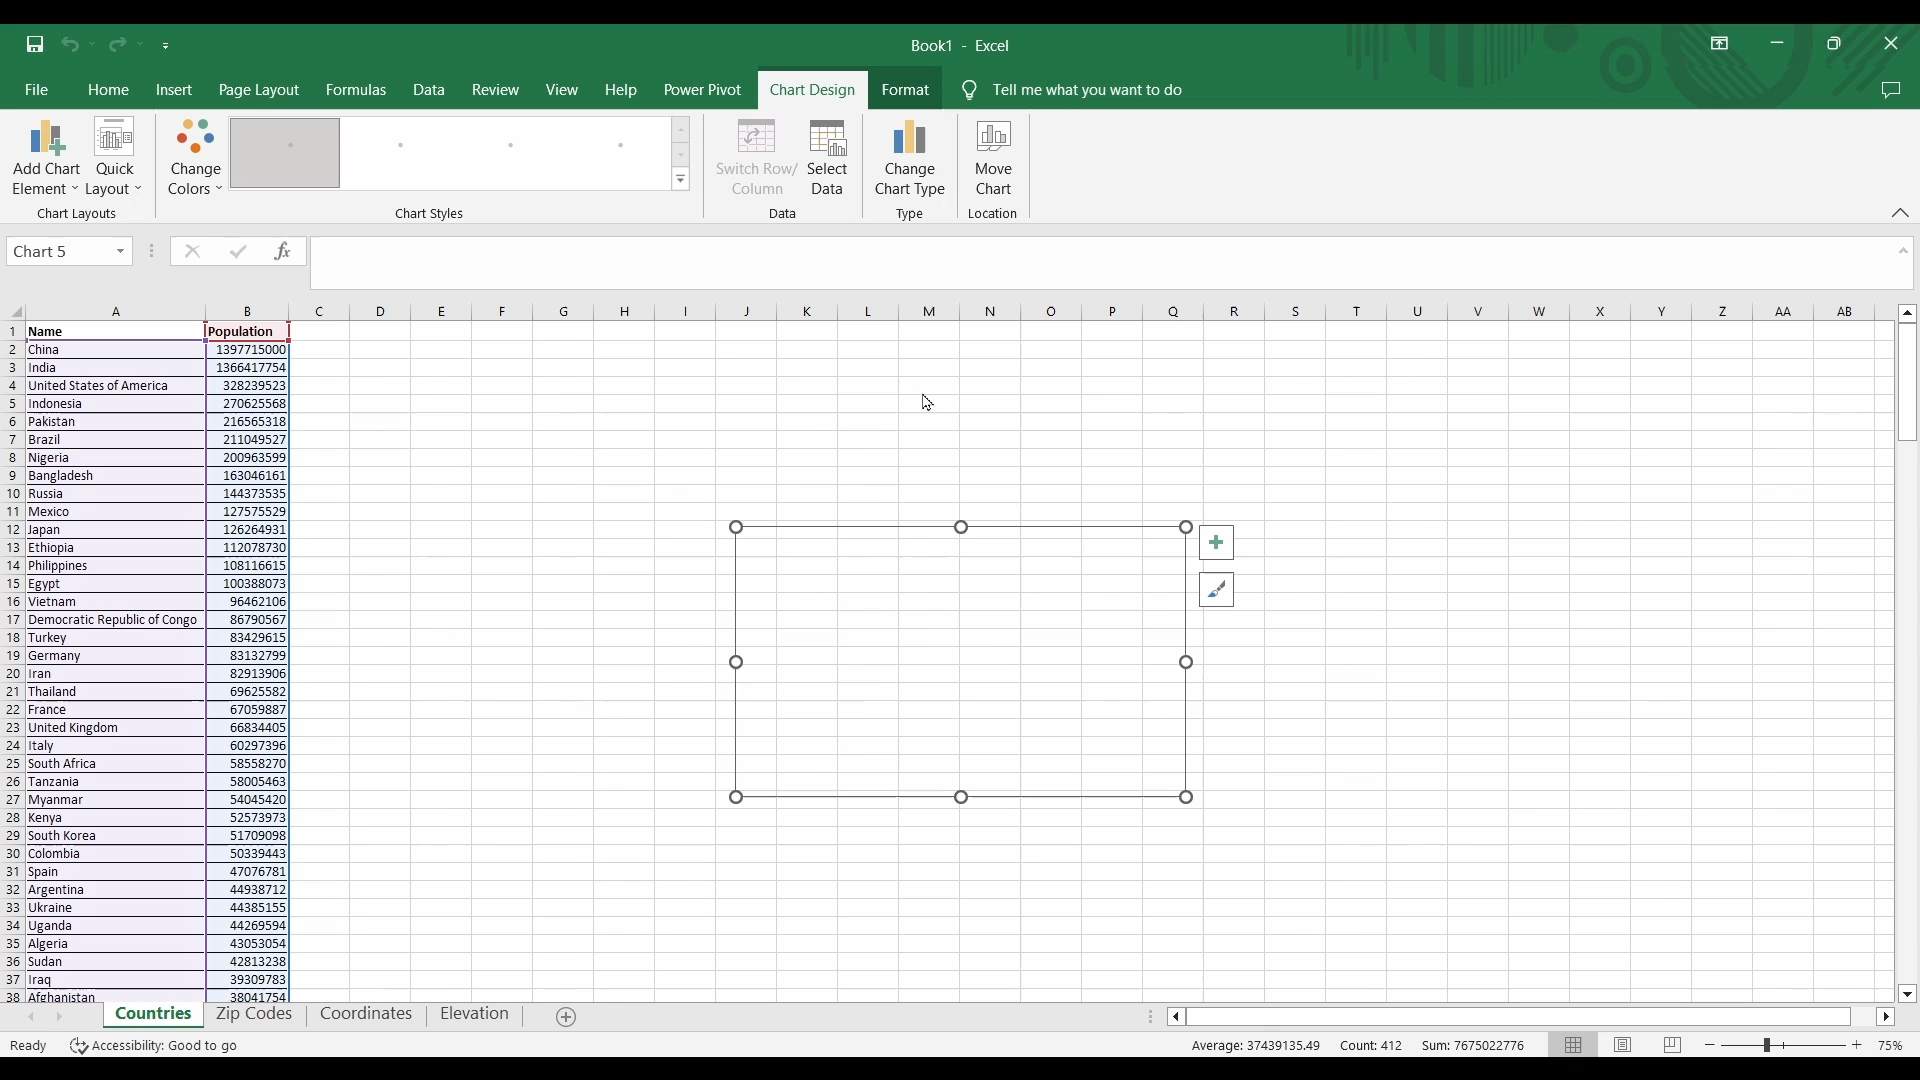 Book1 - Excel
File Home Insert Page Layout Formulas Data Review View Help Power Pivot Chart Design Format Tell me what you want to do
Add Chart Element
Quick Layout
Change Colors
Switch Row/ Column
Select Data
Change Chart Type
Move Chart
Chart Layouts Chart Styles Data Type Location
Chart 5 fx
A B C D E F G H I J K L M N O P Q R S T U V W X Y Z AA AB
1 Name Population
2 China 1397715000
3 India 1366417754
4 United States of America 328239523
5 Indonesia 270625568
6 Pakistan 216565318
7 Brazil 211049527
8 Nigeria 200963599
9 Bangladesh 163046161
10 Russia 144373535
11 Mexico 127575529
12 Japan 126264931
13 Ethiopia 112078730
14 Philippines 108116615
15 Egypt 100388073
16 Vietnam 96462106
17 Democratic Republic of Congo 86790567
18 Turkey 83429615
19 Germany 83132799
20 Iran 82913906
21 Thailand 69625582
22 France 67059887
23 United Kingdom 66834405
24 Italy 60297396
25 South Africa 58558270
26 Tanzania 58005463
27 Myanmar 54045420
28 Kenya 52573973
29 South Korea 51709098
30 Colombia 50339443
31 Spain 47076781
32 Argentina 44938712
33 Ukraine 44385155
34 Uganda 44269594
35 Algeria 43053054
36 Sudan 42813238
37 Iraq 39309783
38 Afghanistan 38041754
Countries Zip Codes Coordinates Elevation
Ready Accessibility: Good to go Average: 37439135.49 Count: 412 Sum: 7675022776 75%